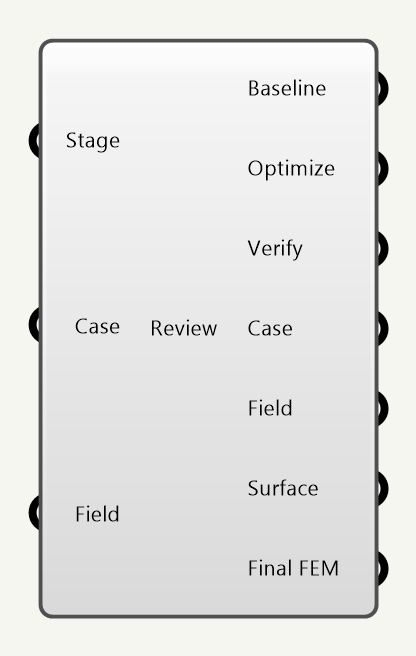 Stage
Case
Field
Review
Baseline
Optimize
Verify
Case
Field
Surface
Final FEM